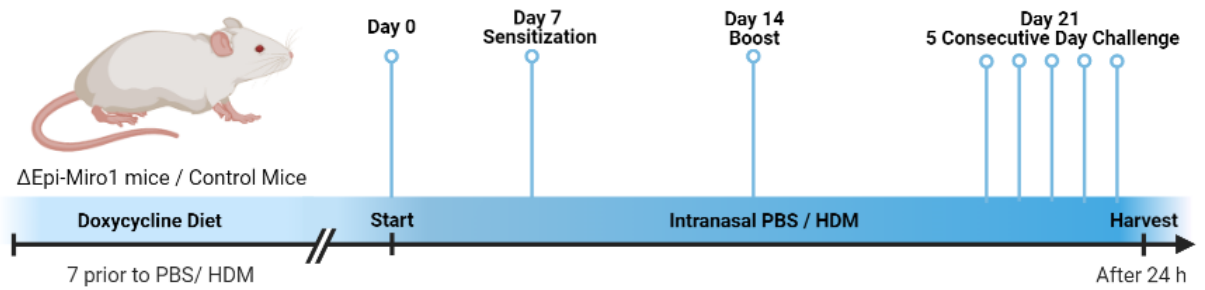 Day 0
Day 7
Sensitization
Day 14
Boost
Day 21
5 Consecutive Day Challenge
ΔEpi-Miro1 mice / Control Mice
Doxycycline Diet
Start
Intranasal PBS / HDM
Harvest
7 prior to PBS/ HDM
After 24 h